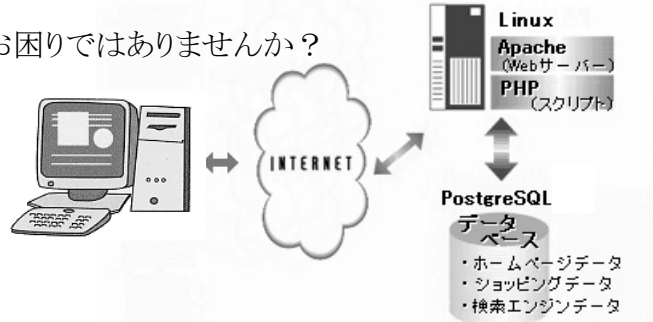 お困りではありませんか？
Linux
Apache
(Webサーバー)
PHP
(スクリプト)
INTERNET
PostgreSQL
データ
ベース
・ホームページデータ
・ショッピングデータ
・検索エンジンデータ